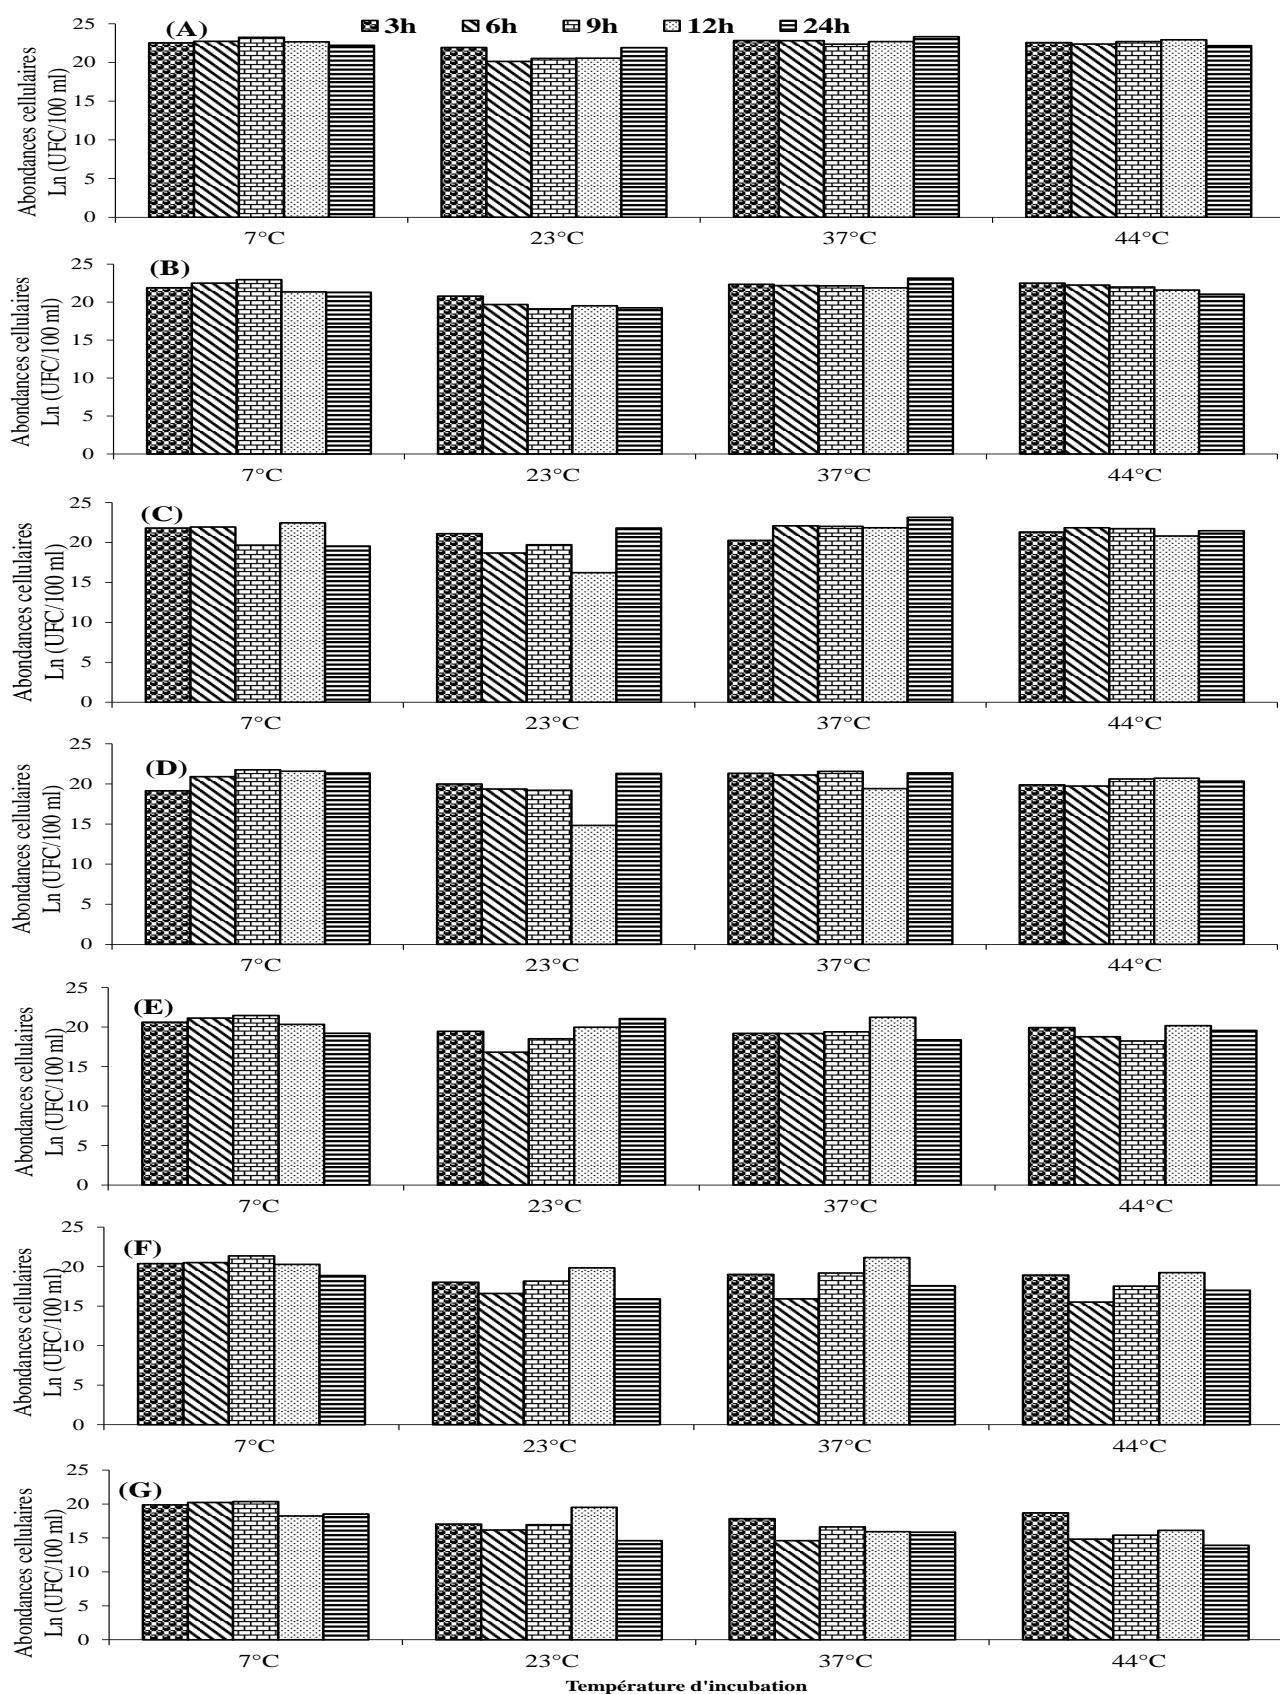 (A) 3h 6h 9h 12h 24h
Abondances cellulaires
Ln (UFC/100 ml)
25
20
15
10
5
0
7°C 23°C 37°C 44°C
(B)
Abondances cellulaires
Ln (UFC/100 ml)
25
20
15
10
5
0
7°C 23°C 37°C 44°C
(C)
Abondances cellulaires
Ln (UFC/100 ml)
25
20
15
10
5
0
7°C 23°C 37°C 44°C
(D)
Abondances cellulaires
Ln (UFC/100 ml)
25
20
15
10
5
0
7°C 23°C 37°C 44°C
(E)
Abondances cellulaires
Ln (UFC/100 ml)
25
20
15
10
5
0
7°C 23°C 37°C 44°C
(F)
Abondances cellulaires
Ln (UFC/100 ml)
25
20
15
10
5
0
7°C 23°C 37°C 44°C
(G)
Abondances cellulaires
Ln (UFC/100 ml)
25
20
15
10
5
0
7°C 23°C 37°C 44°C
Température d'incubation